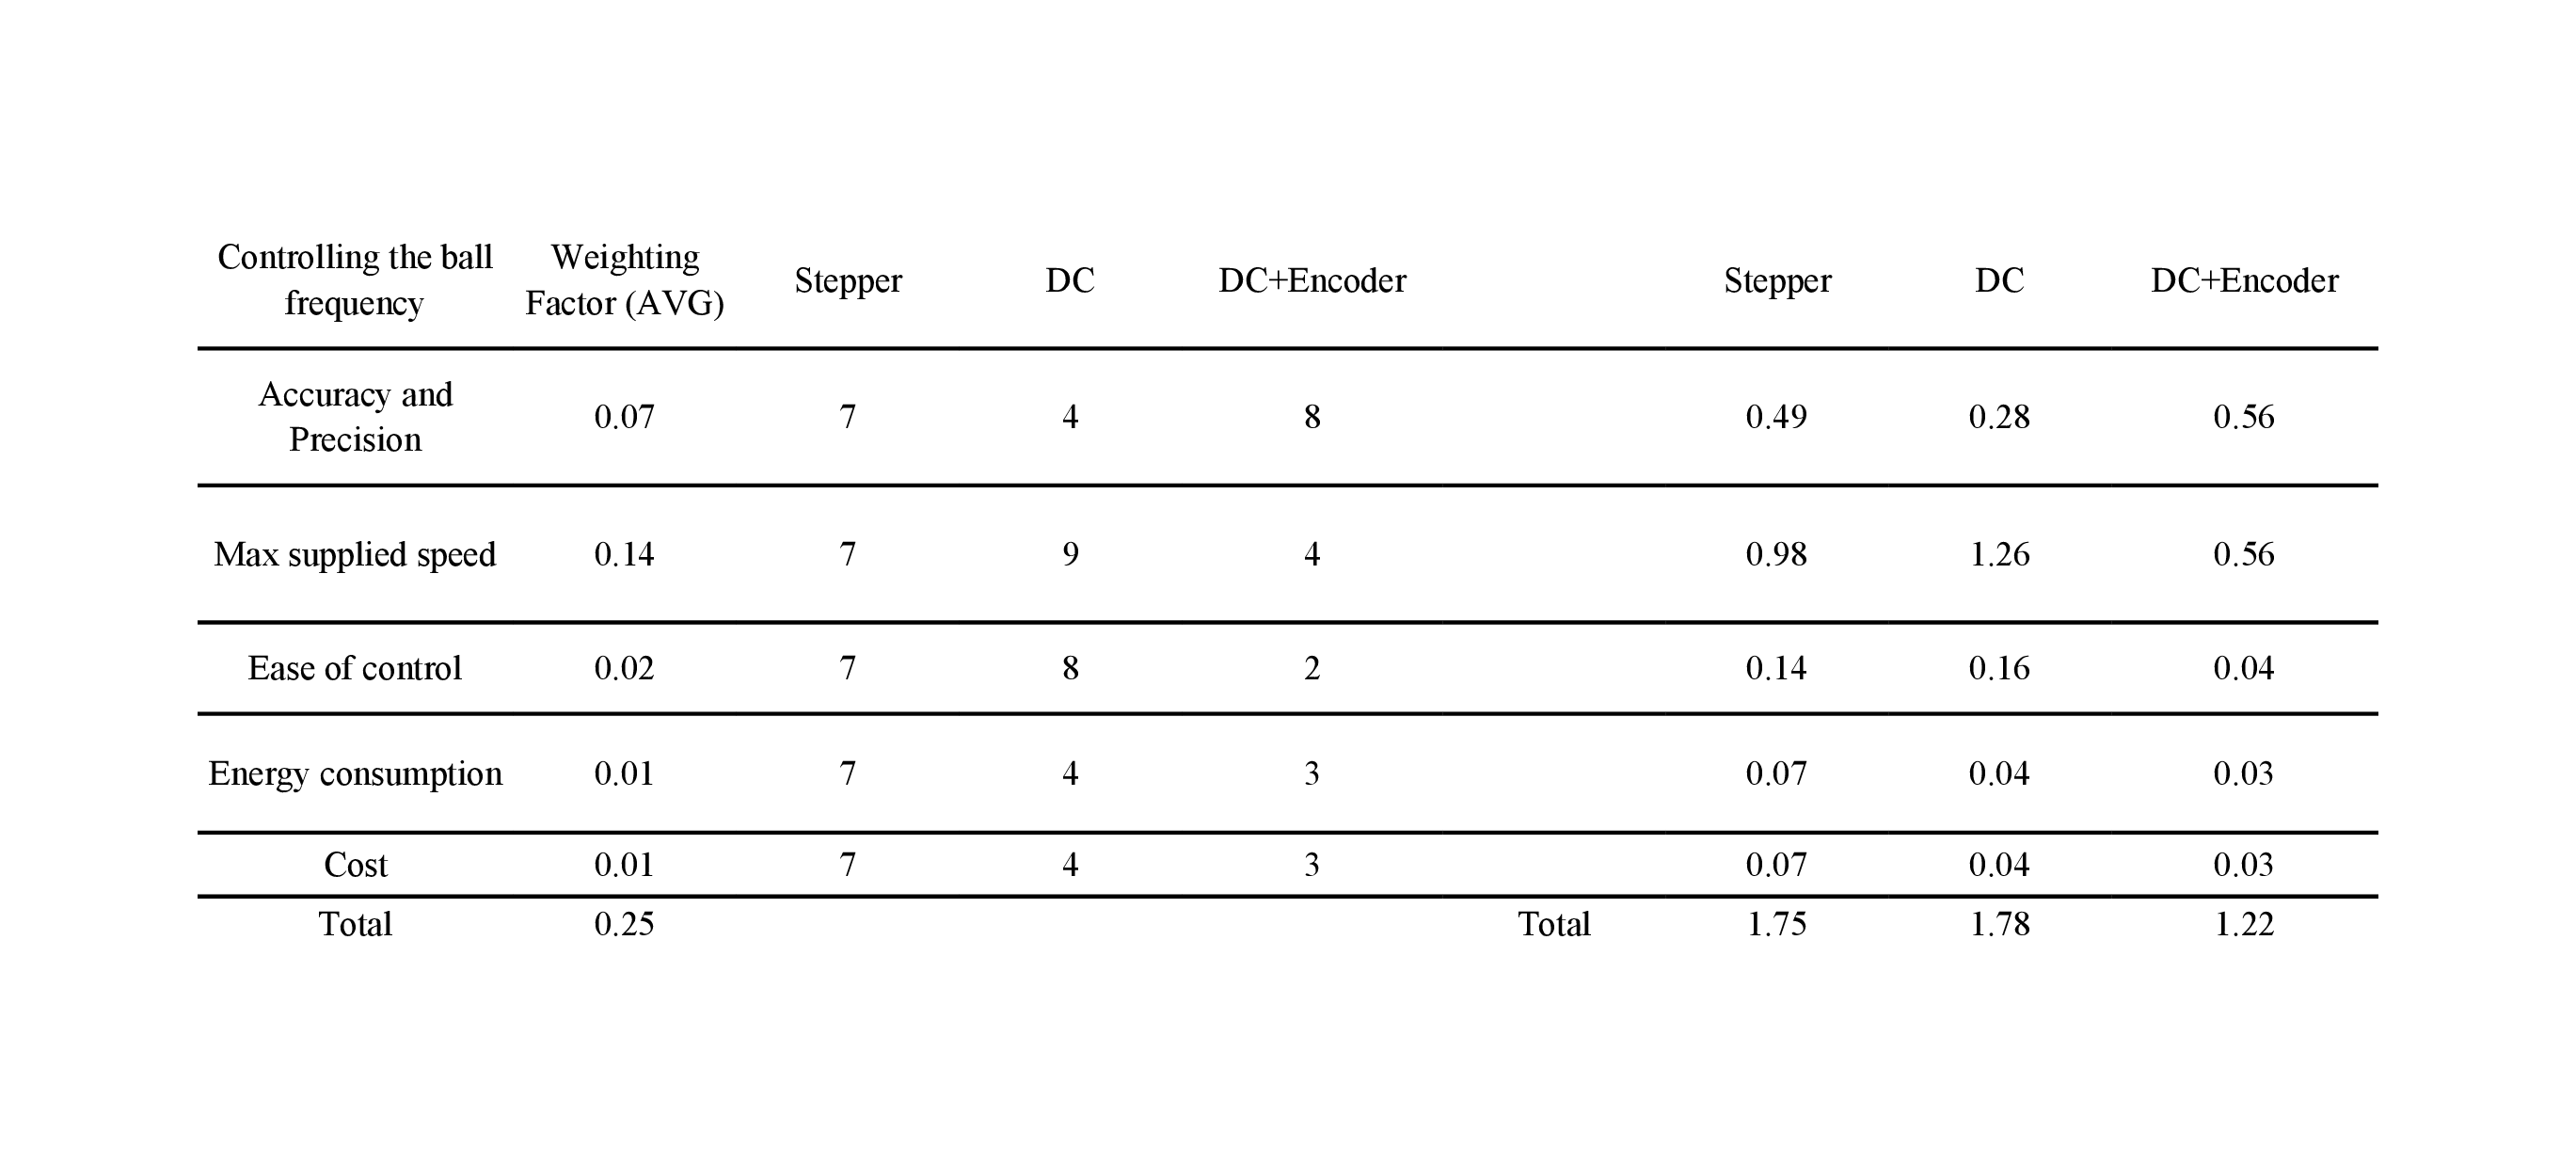 Controlling the ball frequency Weighting Factor (AVG) Stepper DC DC+Encoder Stepper DC DC+Encoder
Accuracy and Precision 0.07 7 4 8 0.49 0.28 0.56
Max supplied speed 0.14 7 9 4 0.98 1.26 0.56
Ease of control 0.02 7 8 2 0.14 0.16 0.04
Energy consumption 0.01 7 4 3 0.07 0.04 0.03
Cost 0.01 7 4 3 0.07 0.04 0.03
Total 0.25 Total 1.75 1.78 1.22